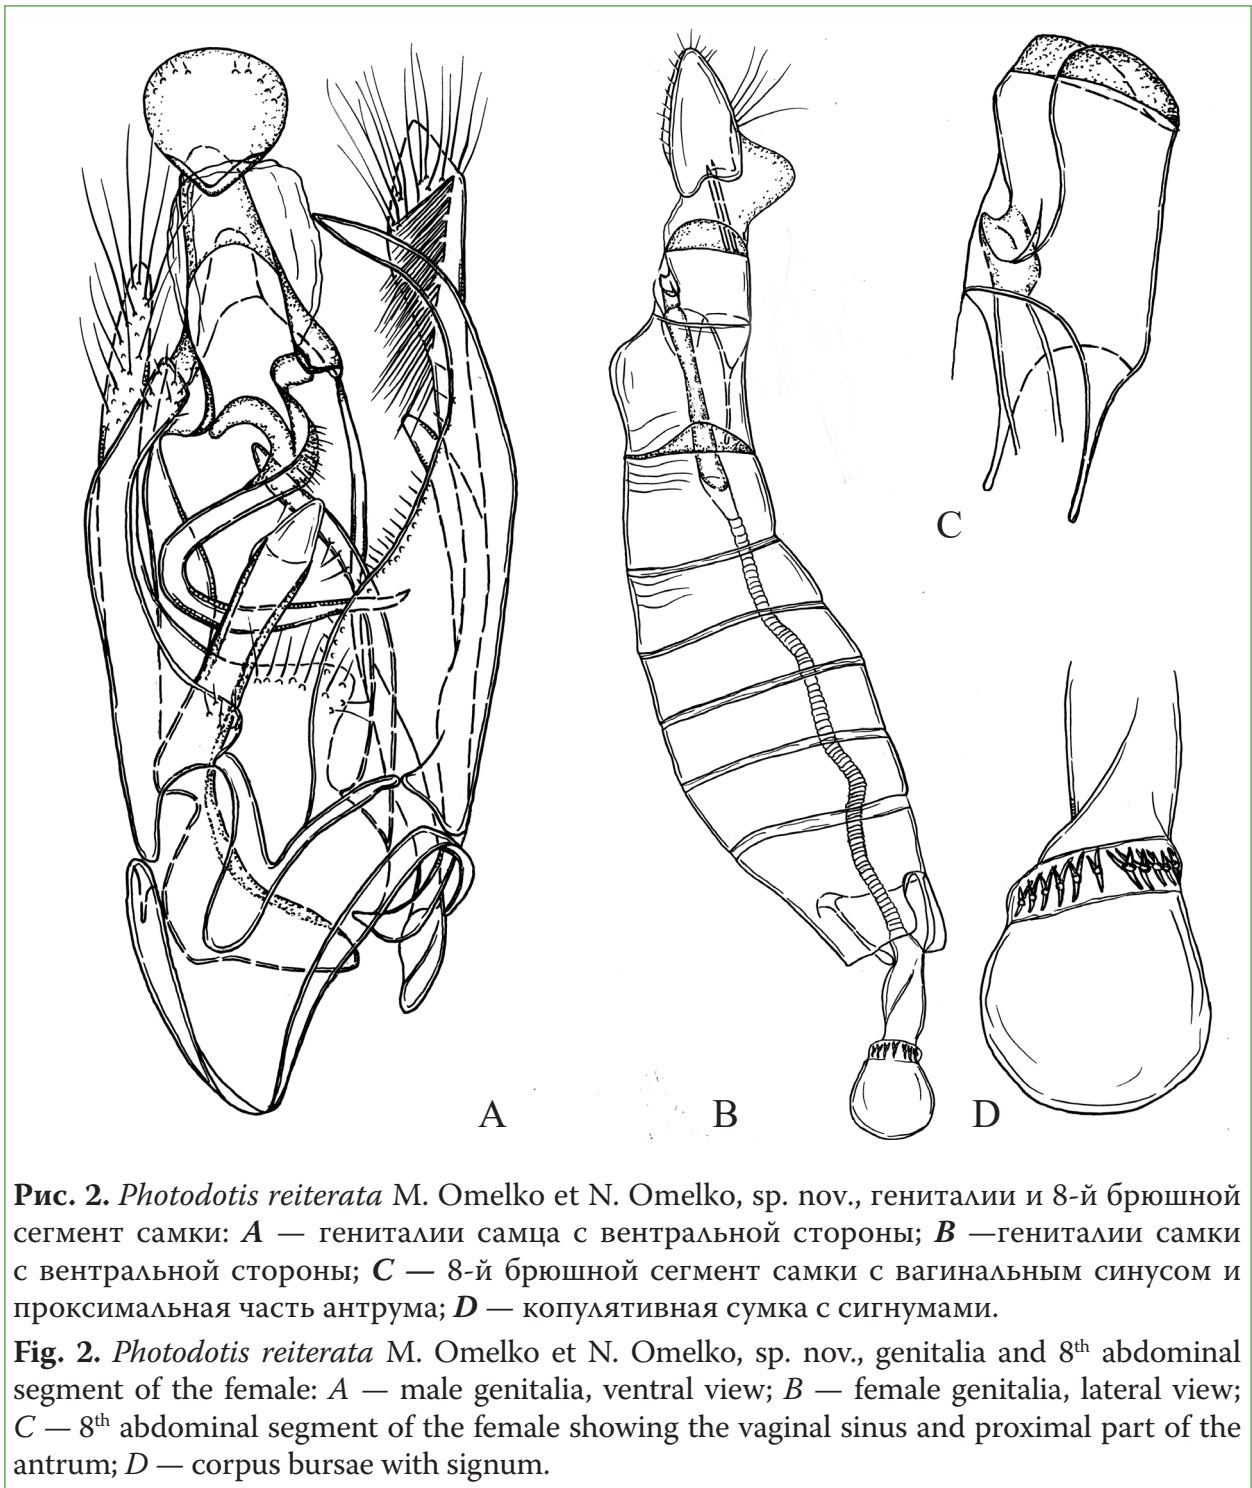 C
A
B
D
Рис. 2. Photodotis reiterata M. Omelko et N. Omelko, sp. nov., гениталии и 8-й брюшной
сегмент самки: A — гениталии самца с вентральной стороны; B —гениталии самки
с вентральной стороны; C — 8-й брюшной сегмент самки с вагинальным синусом и
проксимальная часть антрума; D — копулятивная сумка с сигнумами.
Fig. 2. Photodotis reiterata M. Omelko et N. Omelko, sp. nov., genitalia and 8th abdominal
segment of the female: A — male genitalia, ventral view; B — female genitalia, lateral view;
C — 8th abdominal segment of the female showing the vaginal sinus and proximal part of the
antrum; D — corpus bursae with signum.